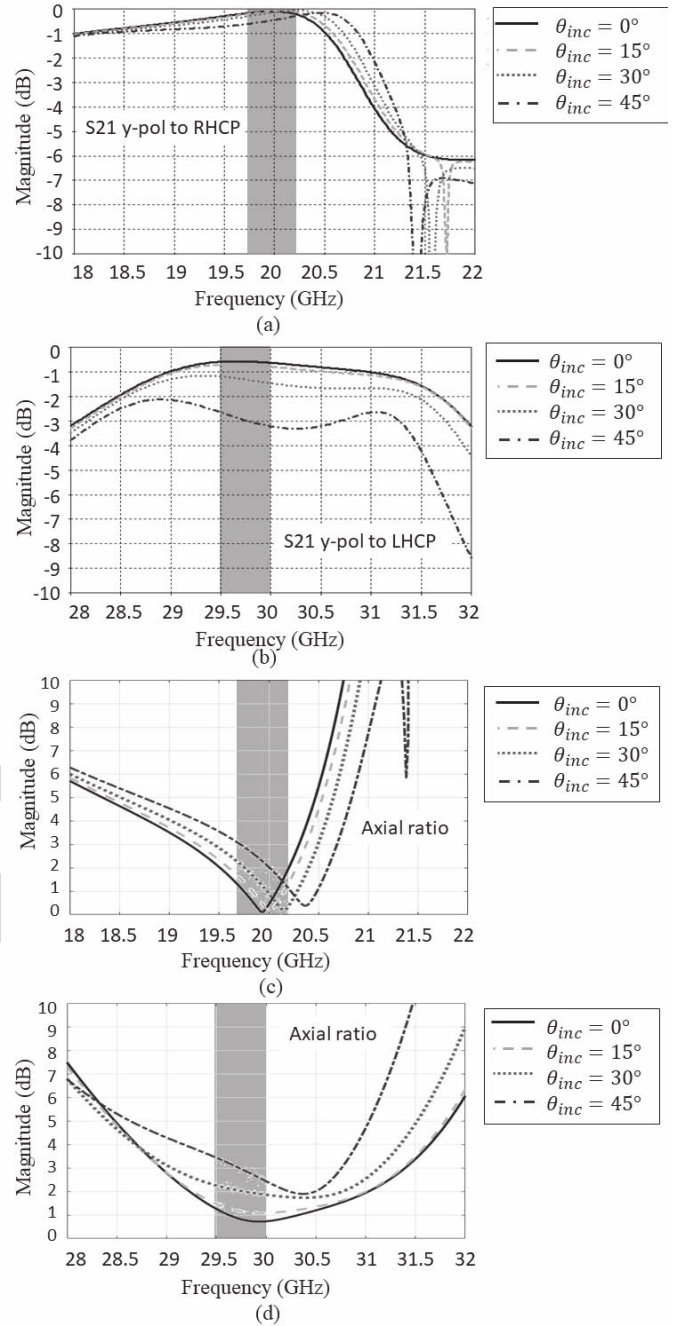 0
-1
-2
-3
-4
-5
-6
-7
-8
-9
-10
Magnitude (dB)
S21 y-pol to RHCP
18 18.5 19 19.5 20 20.5 21 21.5 22
Frequency (GHz)
(a)
θinc = 0°
θinc = 15°
θinc = 30°
θinc = 45°
0
-1
-2
-3
-4
-5
-6
-7
-8
-9
-10
Magnitude (dB)
S21 y-pol to LHCP
28 28.5 29 29.5 30 30.5 31 31.5 32
Frequency (GHz)
(b)
θinc = 0°
θinc = 15°
θinc = 30°
θinc = 45°
10
9
8
7
6
5
4
3
2
1
0
Magnitude (dB)
Axial ratio
18 18.5 19 19.5 20 20.5 21 21.5 22
Frequency (GHz)
(c)
θinc = 0°
θinc = 15°
θinc = 30°
θinc = 45°
10
9
8
7
6
5
4
3
2
1
0
Magnitude (dB)
Axial ratio
28 28.5 29 29.5 30 30.5 31 31.5 32
Frequency (GHz)
(d)
θinc = 0°
θinc = 15°
θinc = 30°
θinc = 45°